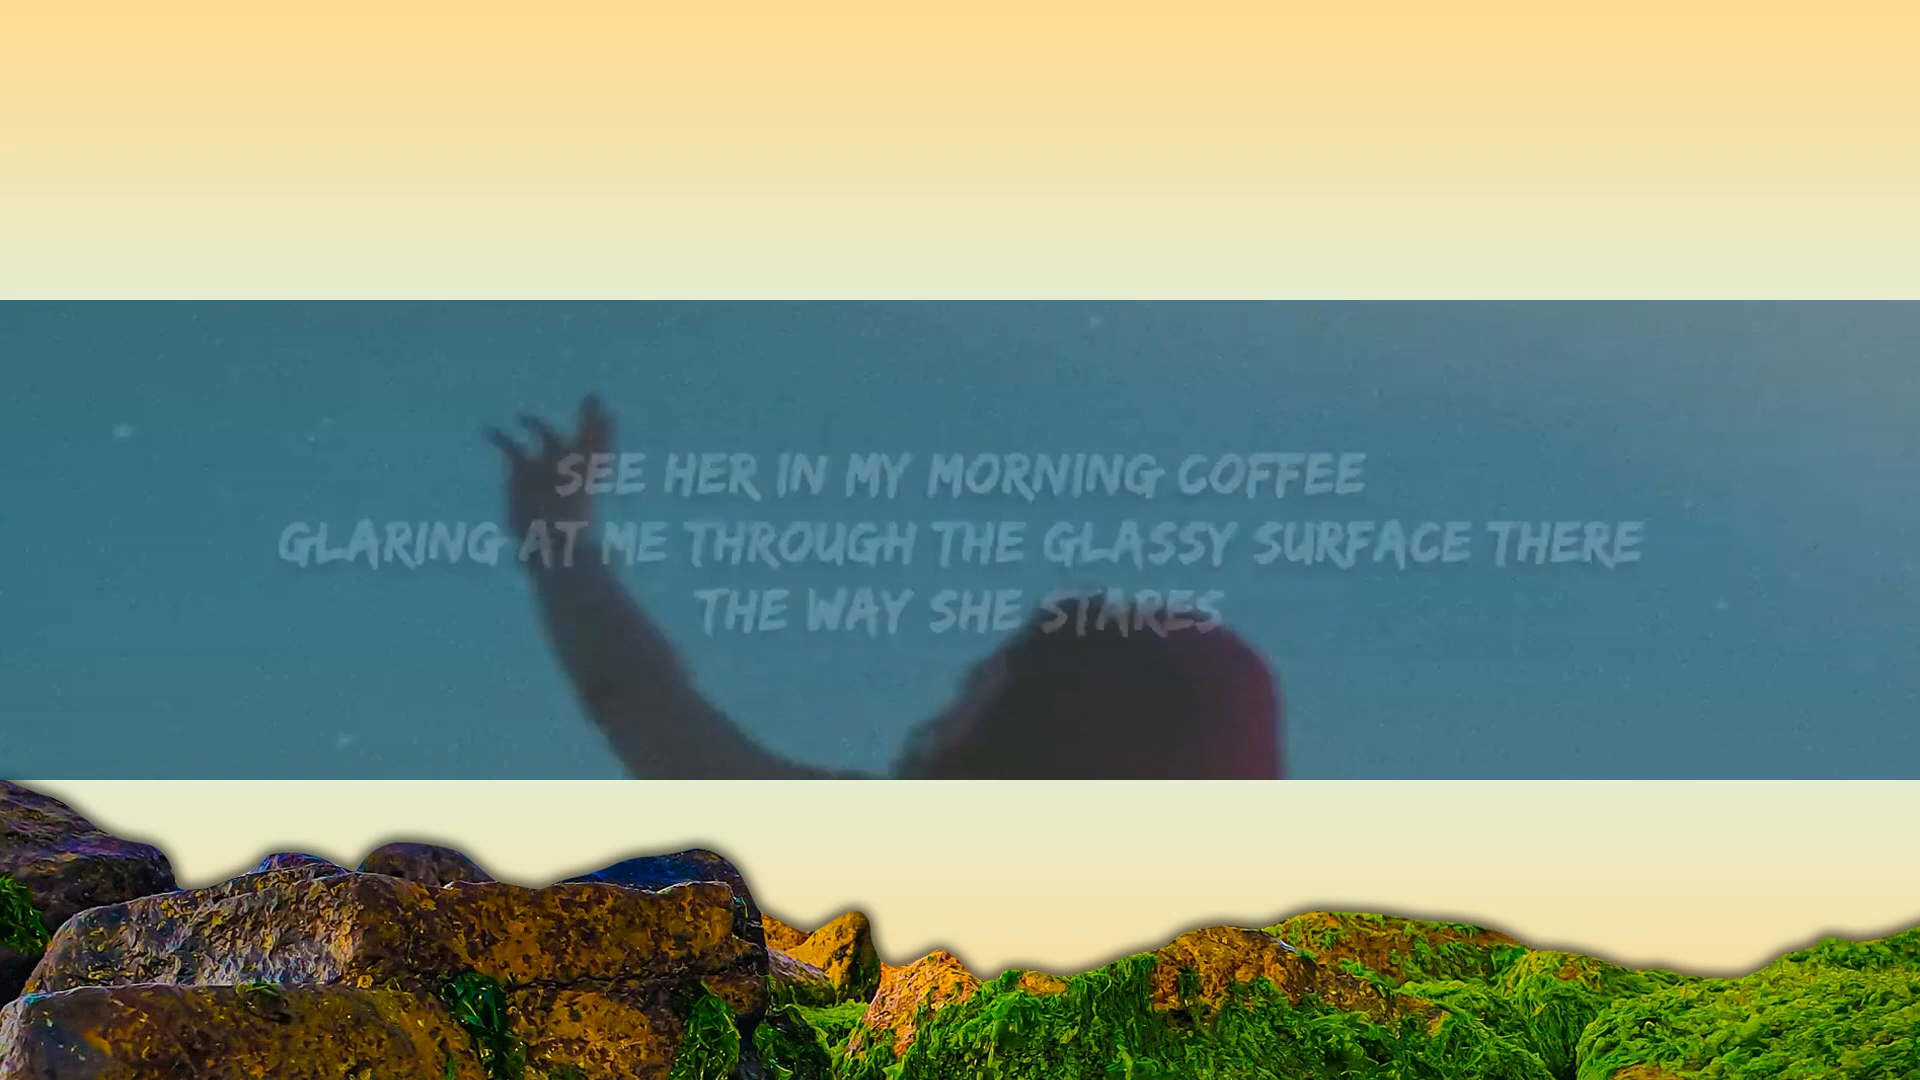 SEE HER IN MY MORNING COFFEE
GLARING AT ME THROUGH THE GLASSY SURFACE THERE
THE WAY SHE STARES